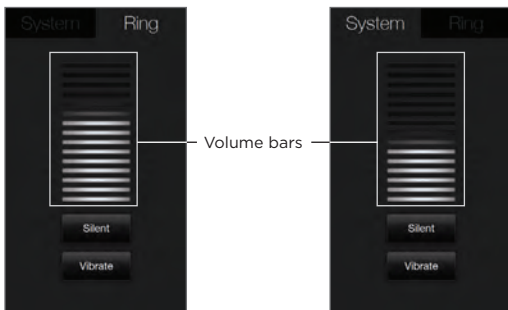 System Ring
System Ring
Volume bars
Silent
Silent
Vibrate
Vibrate